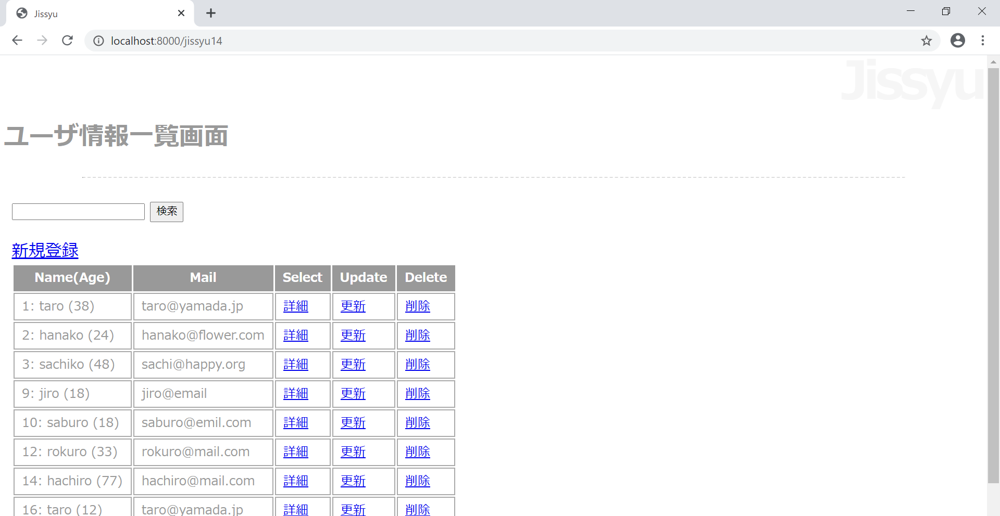 Jissyu
localhost:8000/jissyu14
Jissyu
ユーザ情報一覧画面
検索
新規登録
Name(Age) Mail Select Update Delete
1: taro (38) taro@yamada.jp 詳細 更新 削除
2: hanako (24) hanako@flower.com 詳細 更新 削除
3: sachiko (48) sachi@happy.org 詳細 更新 削除
9: jiro (18) jiro@email 詳細 更新 削除
10: saburo (18) saburo@emil.com 詳細 更新 削除
12: rokuro (33) rokuro@mail.com 詳細 更新 削除
14: hachiro (77) hachiro@mail.com 詳細 更新 削除
16: taro (12) taro@yamada.jp 詳細 更新 削除